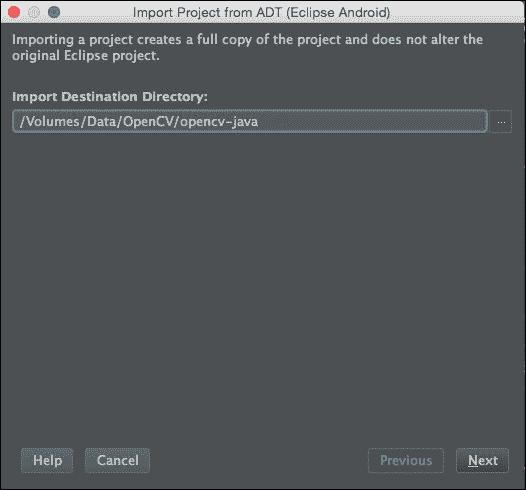 Import Project from ADT (Eclipse Android)
Importing a project creates a full copy of the project and does not alter the
original Eclipse project.
Import Destination Directory:
/Volumes/Data/OpenCV/opencv-java
...
Help
Cancel
Previous
Next